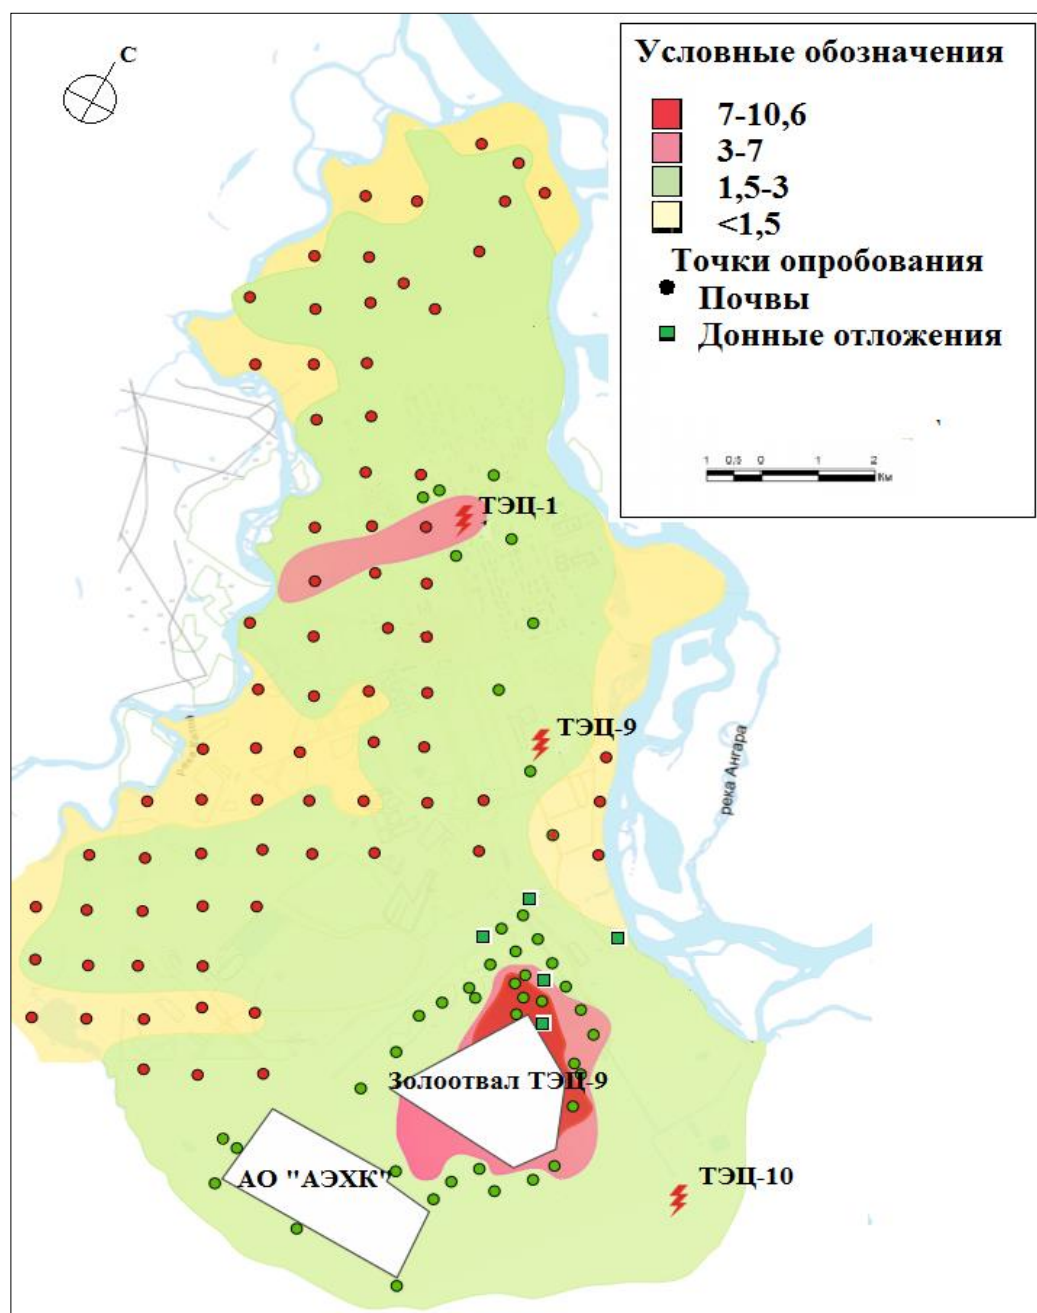 С
Условные обозначения
7-10,6
3-7
1,5-3
<1,5
Точки опробования
Почвы
Донные отложения
1 0,5 0 1 2
Км
ТЭЦ-1
ТЭЦ-9
река Ангара
Золоотвал ТЭЦ-9
АО "АЭХК"
ТЭЦ-10